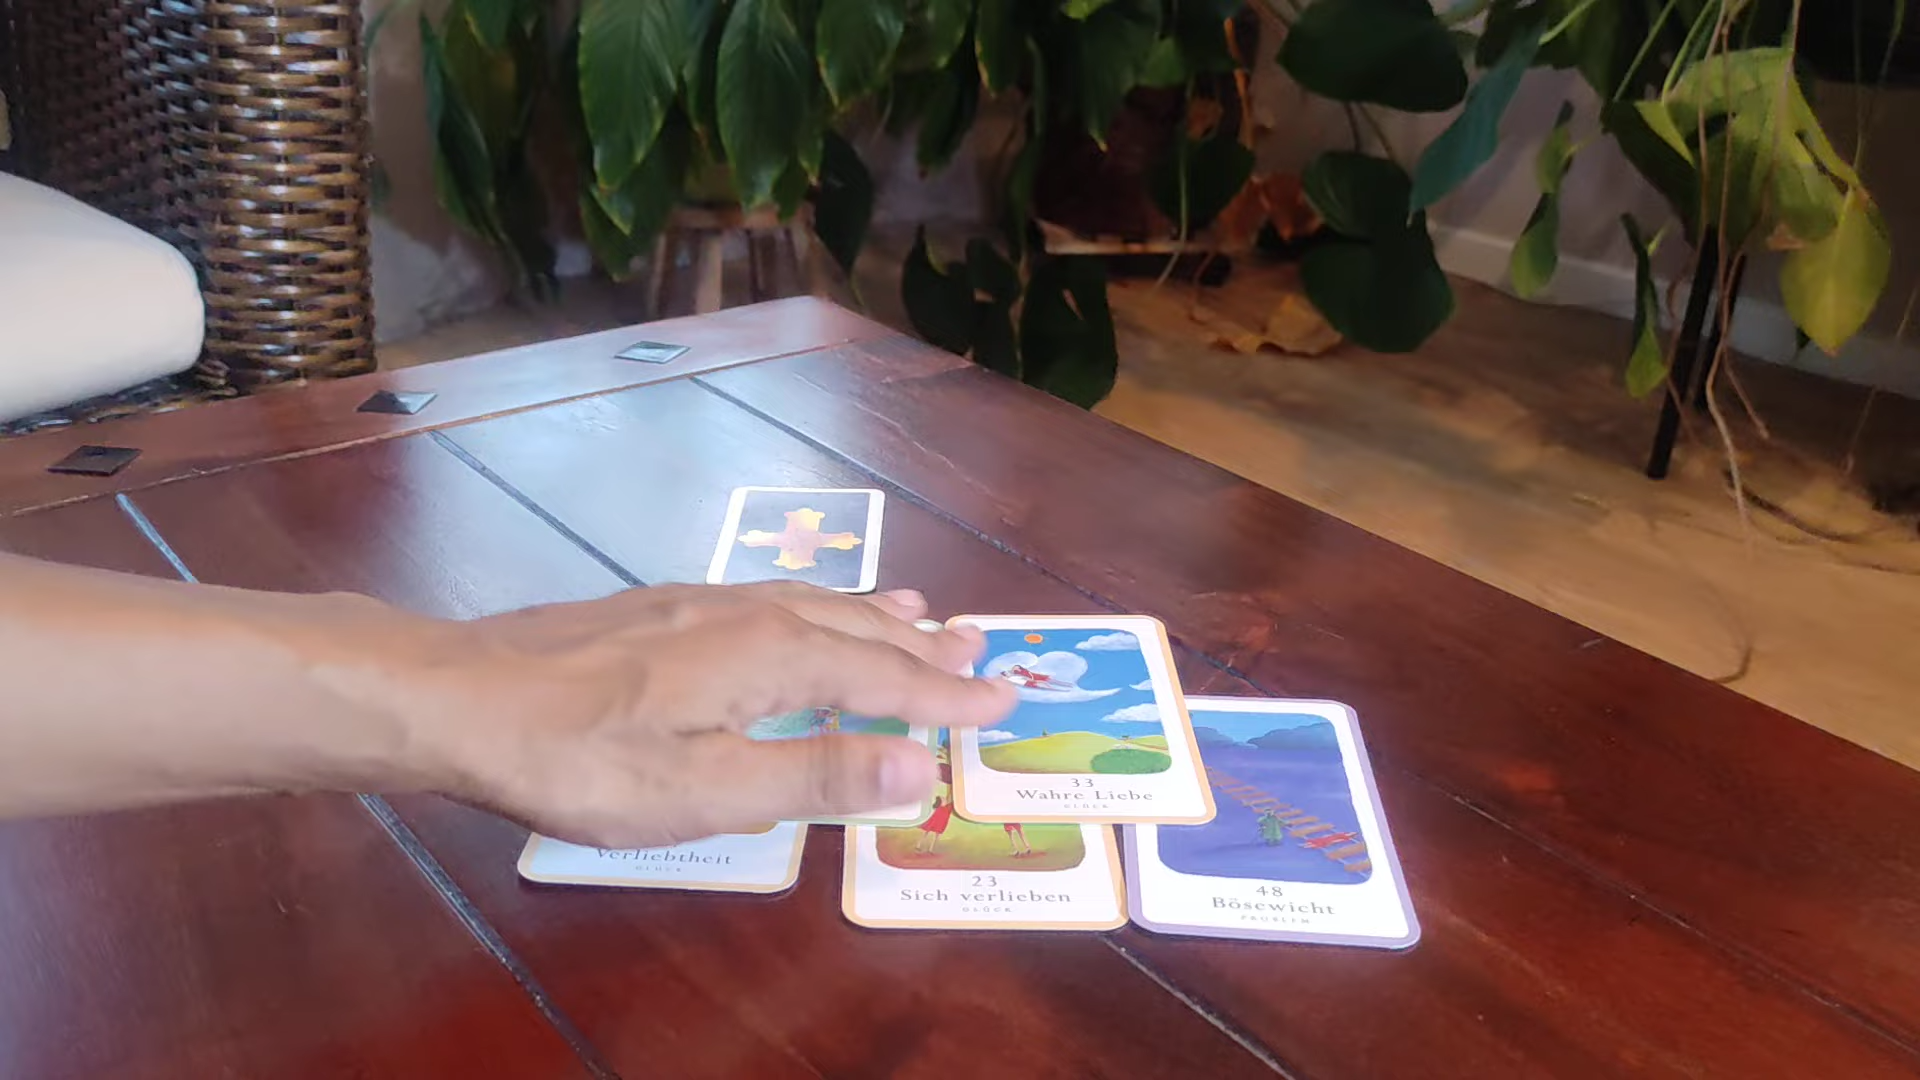 33
Wahre Liebe
GLÜCK
Verliebtheit
GLÜCK
23
Sich verlieben
GLÜCK
48
Bösewicht
PROBLEM